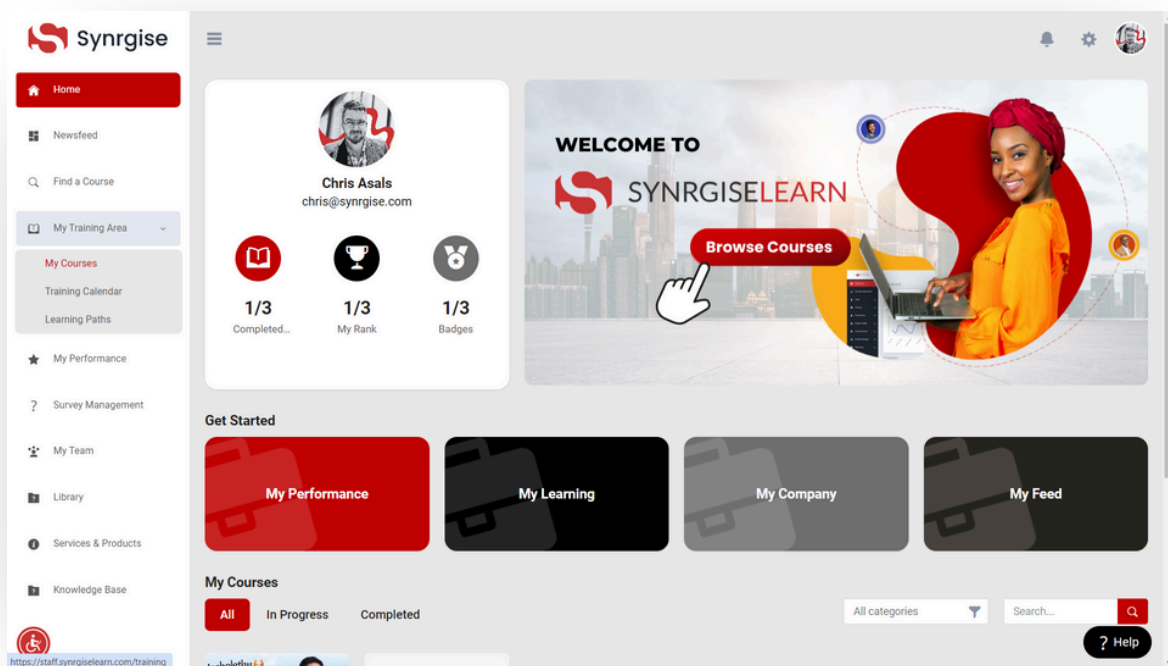 Synrgise
Home
Newsfeed
Find a Course
My Training Area
My Courses
Training Calendar
Learning Paths
My Performance
? Survey Management
My Team
Library
Services & Products
Knowledge Base
https://staff.synrgiselearn.com/training
Chris Asals
chris@synrgise.com
1/3
Completed...
1/3
My Rank
1/3
Badges
WELCOME TO
SYNRGISELEARN
Browse Courses
Get Started
My Performance
My Learning
My Company
My Feed
My Courses
All
In Progress
Completed
All categories
Search...
? Help